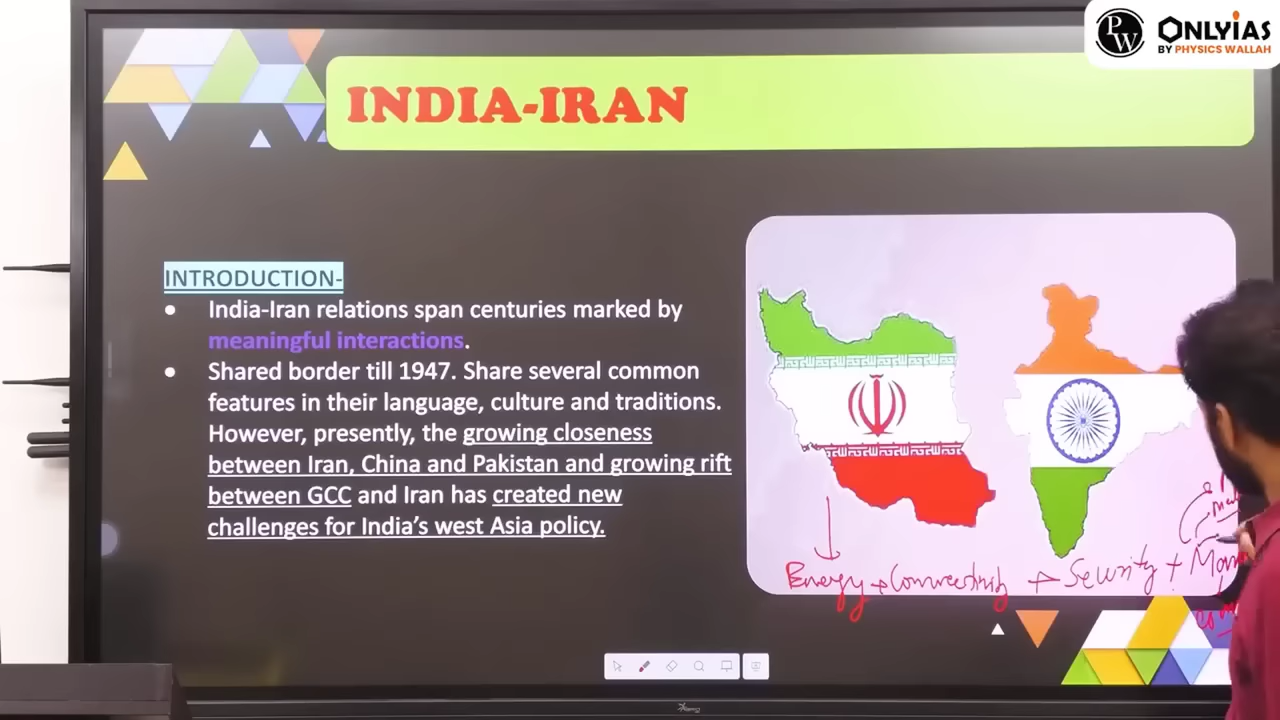 PW ONLYIAS
BY PHYSICS WALLAH
INDIA-IRAN
INTRODUCTION-
• India-Iran relations span centuries marked by
meaningful interactions.
• Shared border till 1947. Share several common
features in their language, culture and traditions.
However, presently, the growing closeness
between Iran, China and Pakistan and growing rift
between GCC and Iran has created new
challenges for India's west Asia policy.
Energy + Connectivity + Security +